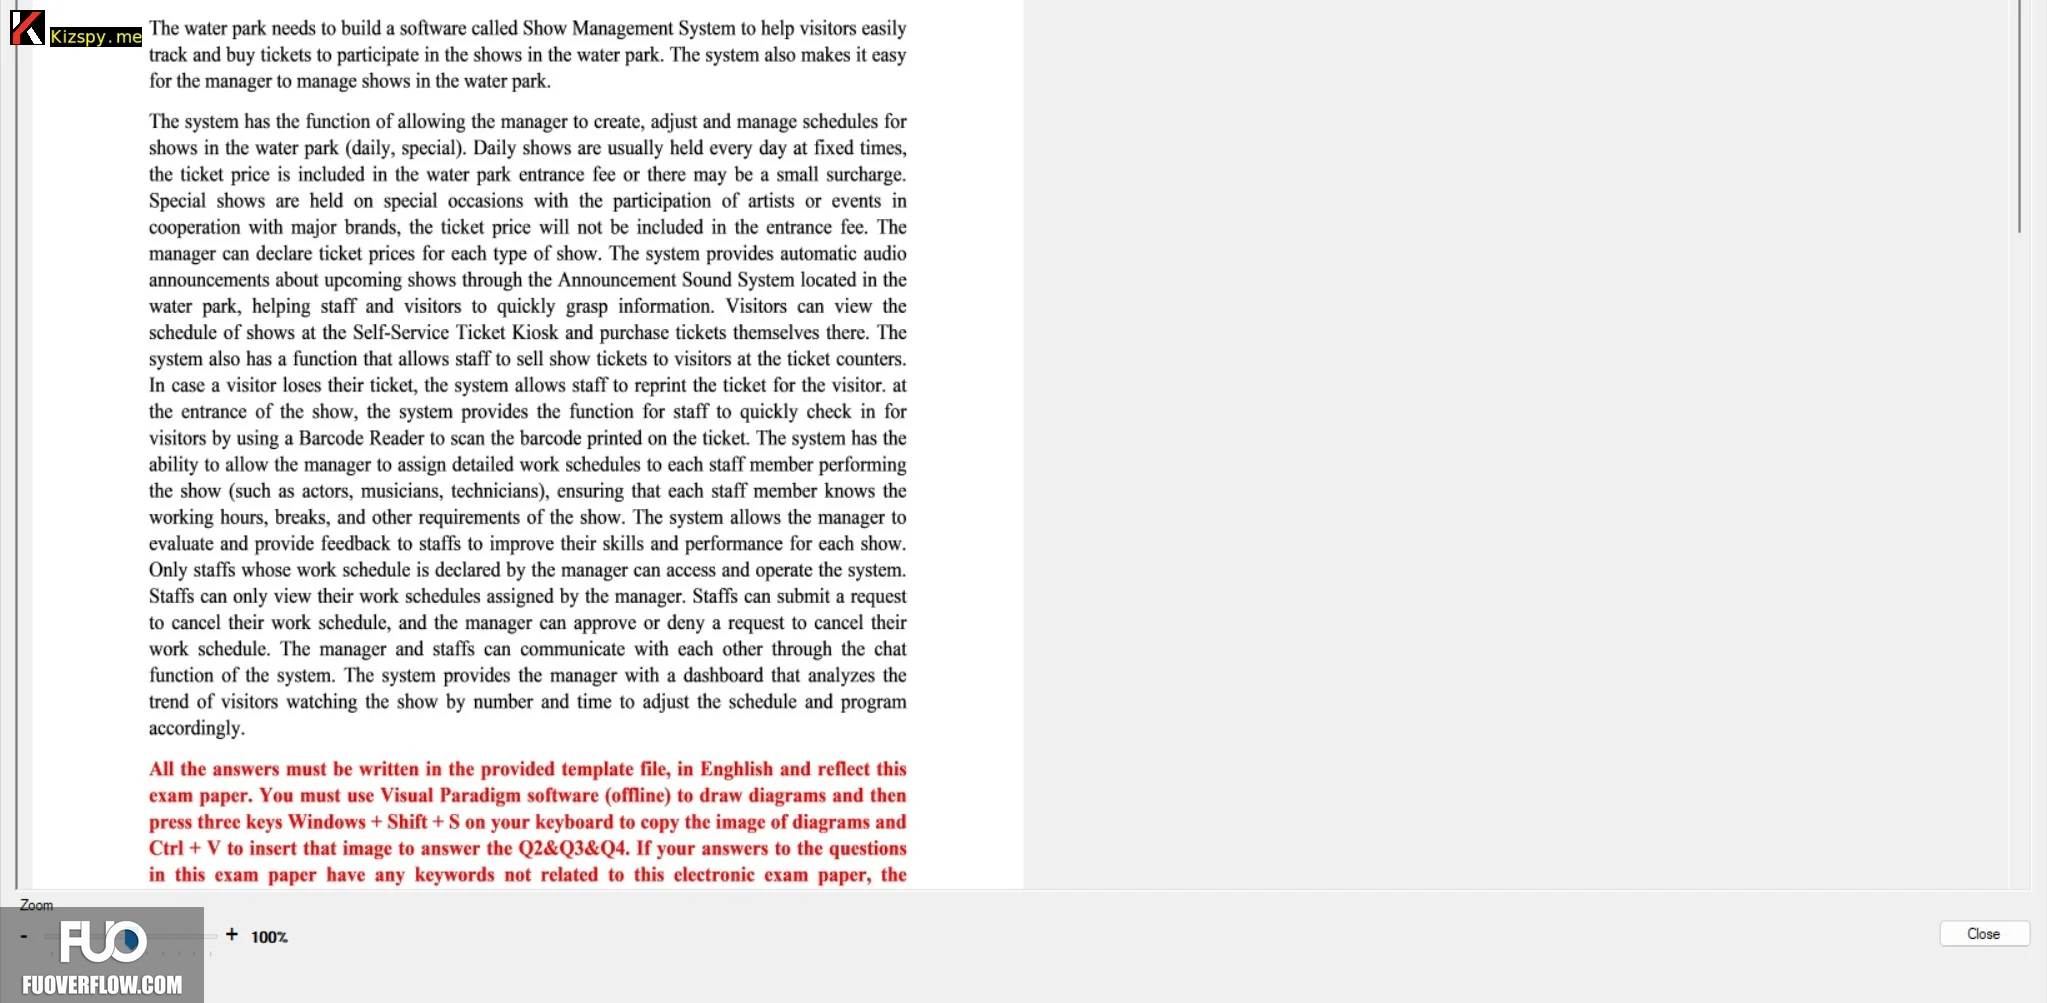 Kizspy.me
The water park needs to build a software called Show Management System to help visitors easily
track and buy tickets to participate in the shows in the water park. The system also makes it easy
for the manager to manage shows in the water park.
The system has the function of allowing the manager to create, adjust and manage schedules for
shows in the water park (daily, special). Daily shows are usually held every day at fixed times,
the ticket price is included in the water park entrance fee or there may be a small surcharge.
Special shows are held on special occasions with the participation of artists or events in
cooperation with major brands, the ticket price will not be included in the entrance fee. The
manager can declare ticket prices for each type of show. The system provides automatic audio
announcements about upcoming shows through the Announcement Sound System located in the
water park, helping staff and visitors to quickly grasp information. Visitors can view the
schedule of shows at the Self-Service Ticket Kiosk and purchase tickets themselves there. The
system also has a function that allows staff to sell show tickets to visitors at the ticket counters.
In case a visitor loses their ticket, the system allows staff to reprint the ticket for the visitor. at
the entrance of the show, the system provides the function for staff to quickly check in for
visitors by using a Barcode Reader to scan the barcode printed on the ticket. The system has the
ability to allow the manager to assign detailed work schedules to each staff member performing
the show (such as actors, musicians, technicians), ensuring that each staff member knows the
working hours, breaks, and other requirements of the show. The system allows the manager to
evaluate and provide feedback to staffs to improve their skills and performance for each show.
Only staffs whose work schedule is declared by the manager can access and operate the system.
Staffs can only view their work schedules assigned by the manager. Staffs can submit a request
to cancel their work schedule, and the manager can approve or deny a request to cancel their
work schedule. The manager and staffs can communicate with each other through the chat
function of the system. The system provides the manager with a dashboard that analyzes the
trend of visitors watching the show by number and time to adjust the schedule and program
accordingly.
All the answers must be written in the provided template file, in Enghlish and reflect this
exam paper. You must use Visual Paradigm software (offline) to draw diagrams and then
press three keys Windows + Shift + S on your keyboard to copy the image of diagrams and
Ctrl + V to insert that image to answer the Q2&Q3&Q4. If your answers to the questions
in this exam paper have any keywords not related to this electronic exam paper, the
Zoom
- + 100%
Close
FUO
FUOVERFLOW.COM